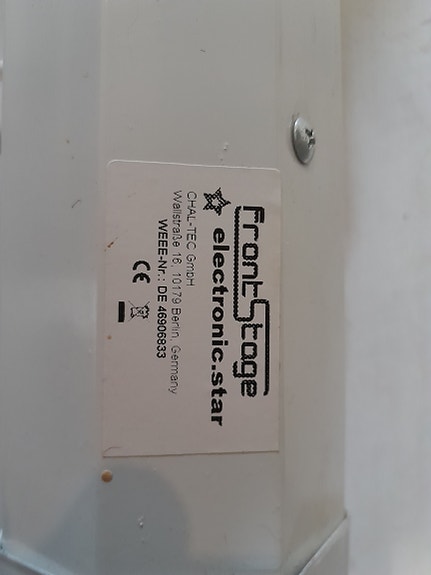 FrontStage
electronic.star
CHAL-TEC GmbH
Wallstraße 16, 10179 Berlin, Germany
WEEE-Nr.: DE 46906833
CE